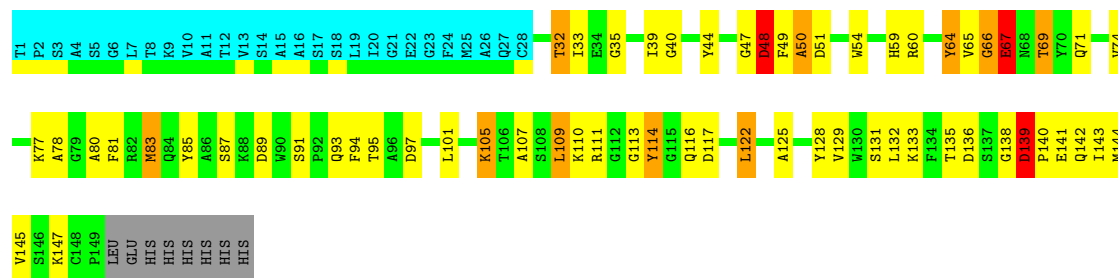 T1 P2 S3 A4 S5 G6 L7 T8 K9 V10 A11 T12 V13 S14 A15 A16 S17 S18 L19 I20 G21 E22 G23 F24 M25 A26 Q27 C28 T32 I33 E34 G35 I39 G40 Y44 G47 D48 F49 A50 D51 W54 H59 R60 Y64 V65 G66 E67 N68 T69 Y70 Q71 V74
K77 A78 G79 A80 F81 R82 M83 Q84 Y85 A86 S87 K88 D89 W90 S91 P92 Q93 F94 T95 A96 D97 L101 K105 T106 A107 S108 L109 K110 R111 G112 G113 Y114 G115 Q116 D117 L122 A125 Y128 V129 W130 S131 L132 K133 F134 T135 D136 S137 G138 D139 P140 E141 Q142 I143 M144
V145 S146 K147 C148 P149 LEU GLU HIS HIS HIS HIS HIS HIS